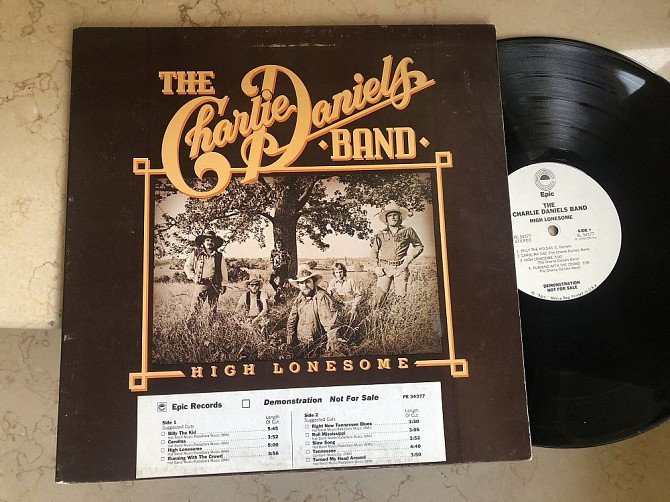 THE
Charlie Daniels
BAND
HIGH LONESOME
Epic Records
Demonstration Not For Sale
PE 34377
Side 1
Suggested Cuts
Length
Of Cut
Billy The Kid 5:45
Carolina 3:52
High Lonesome 5:00
Running With The Crowd 3:56
Side 2
Suggested Cuts
Length
Of Cut
Right Now Tennessee Blues 3:30
Roll Mississippi 3:46
Slow Song 3:53
Tennessee 4:40
Turned My Head Around 3:50
Epic
THE
CHARLIE DANIELS BAND
HIGH LONESOME
STEREO
SIDE 1
DEMONSTRATION
NOT FOR SALE